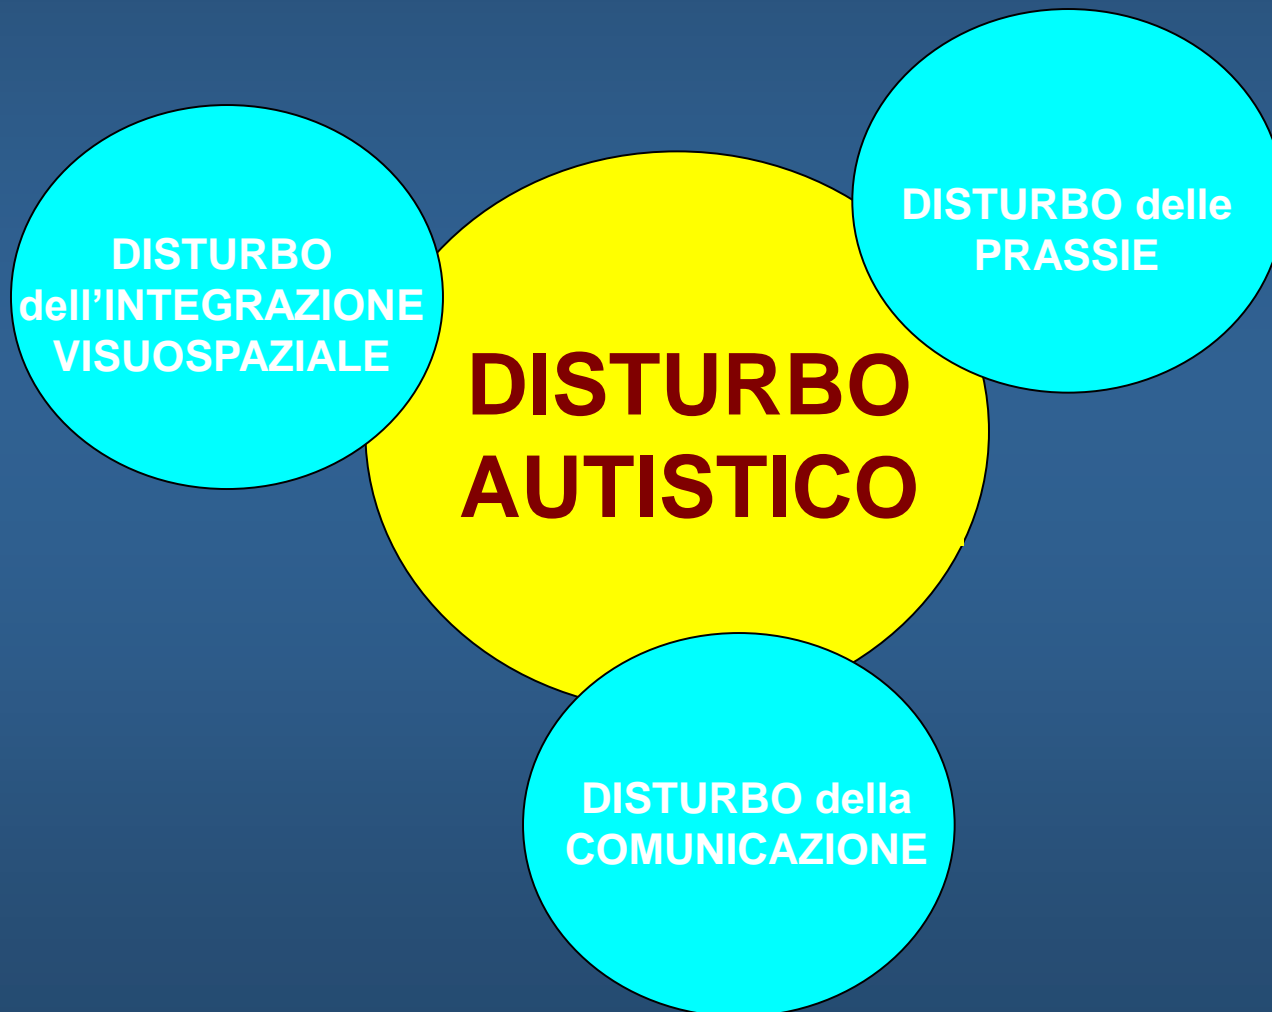 DISTURBO
dell’INTEGRAZIONE
VISUOSPAZIALE
DISTURBO delle
PRASSIE
DISTURBO
AUTISTICO
DISTURBO della
COMUNICAZIONE